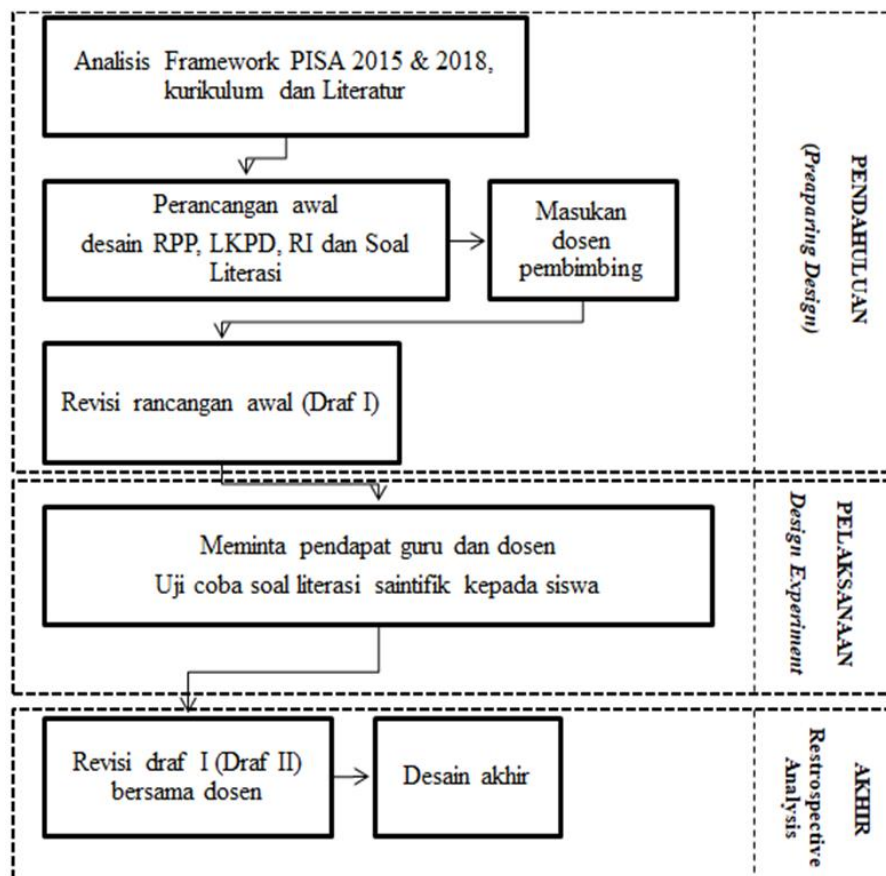 Analisis Framework PISA 2015 & 2018,
kurikulum dan Literatur
Perancangan awal
desain RPP, LKPD, RI dan Soal
Literasi
Masukan
dosen
pembimbing
Revisi rancangan awal (Draf I)
PENDAHULUAN
(Preaparing Design)
Meminta pendapat guru dan dosen
Uji coba soal literasi saintifik kepada siswa
PELAKSANAAN
Design Experiment
Revisi draf I (Draf II)
bersama dosen
Desain akhir
AKHIR
Restrospective
Analysis